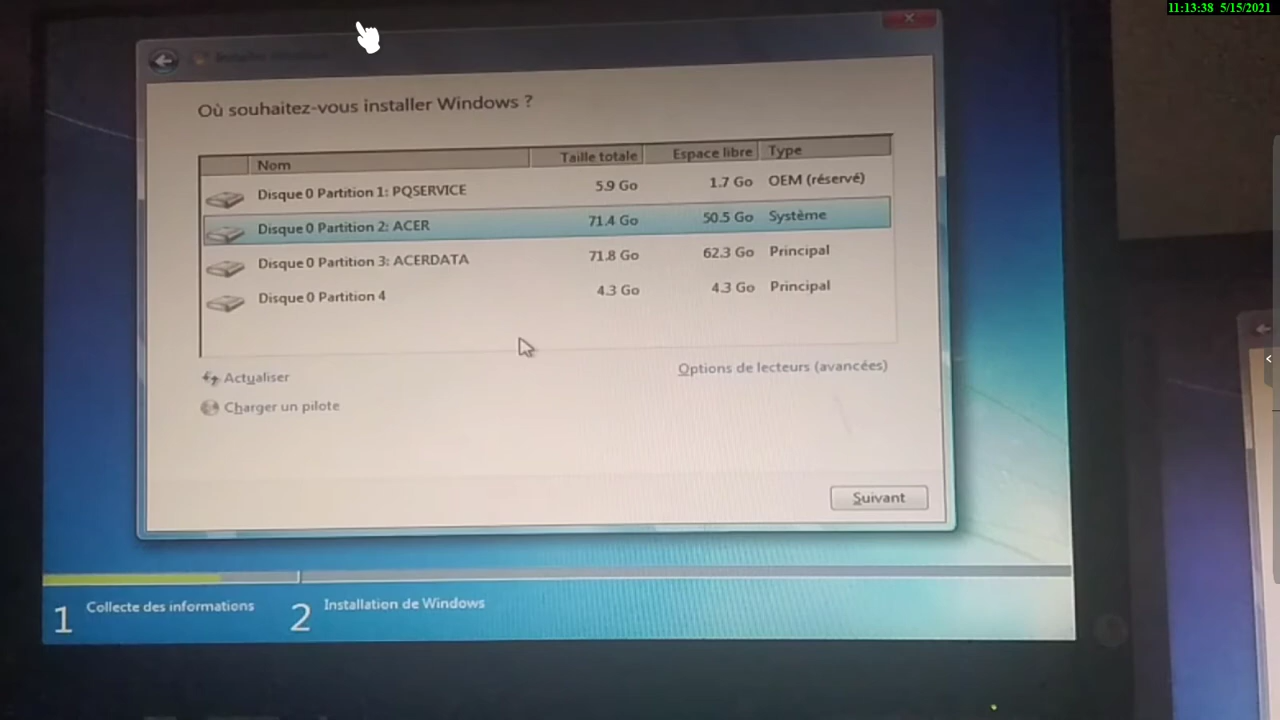 11:13:38 5/15/2021
Où souhaitez-vous installer Windows ?
Nom Taille totale Espace libre Type
Disque 0 Partition 1: PQSERVICE 5.9 Go 1.7 Go OEM (réservé)
Disque 0 Partition 2: ACER 71.4 Go 50.5 Go Système
Disque 0 Partition 3: ACERDATA 71.8 Go 62.3 Go Principal
Disque 0 Partition 4 4.3 Go 4.3 Go Principal
Actualiser Options de lecteurs (avancées)
Charger un pilote
Suivant
1 Collecte des informations 2 Installation de Windows